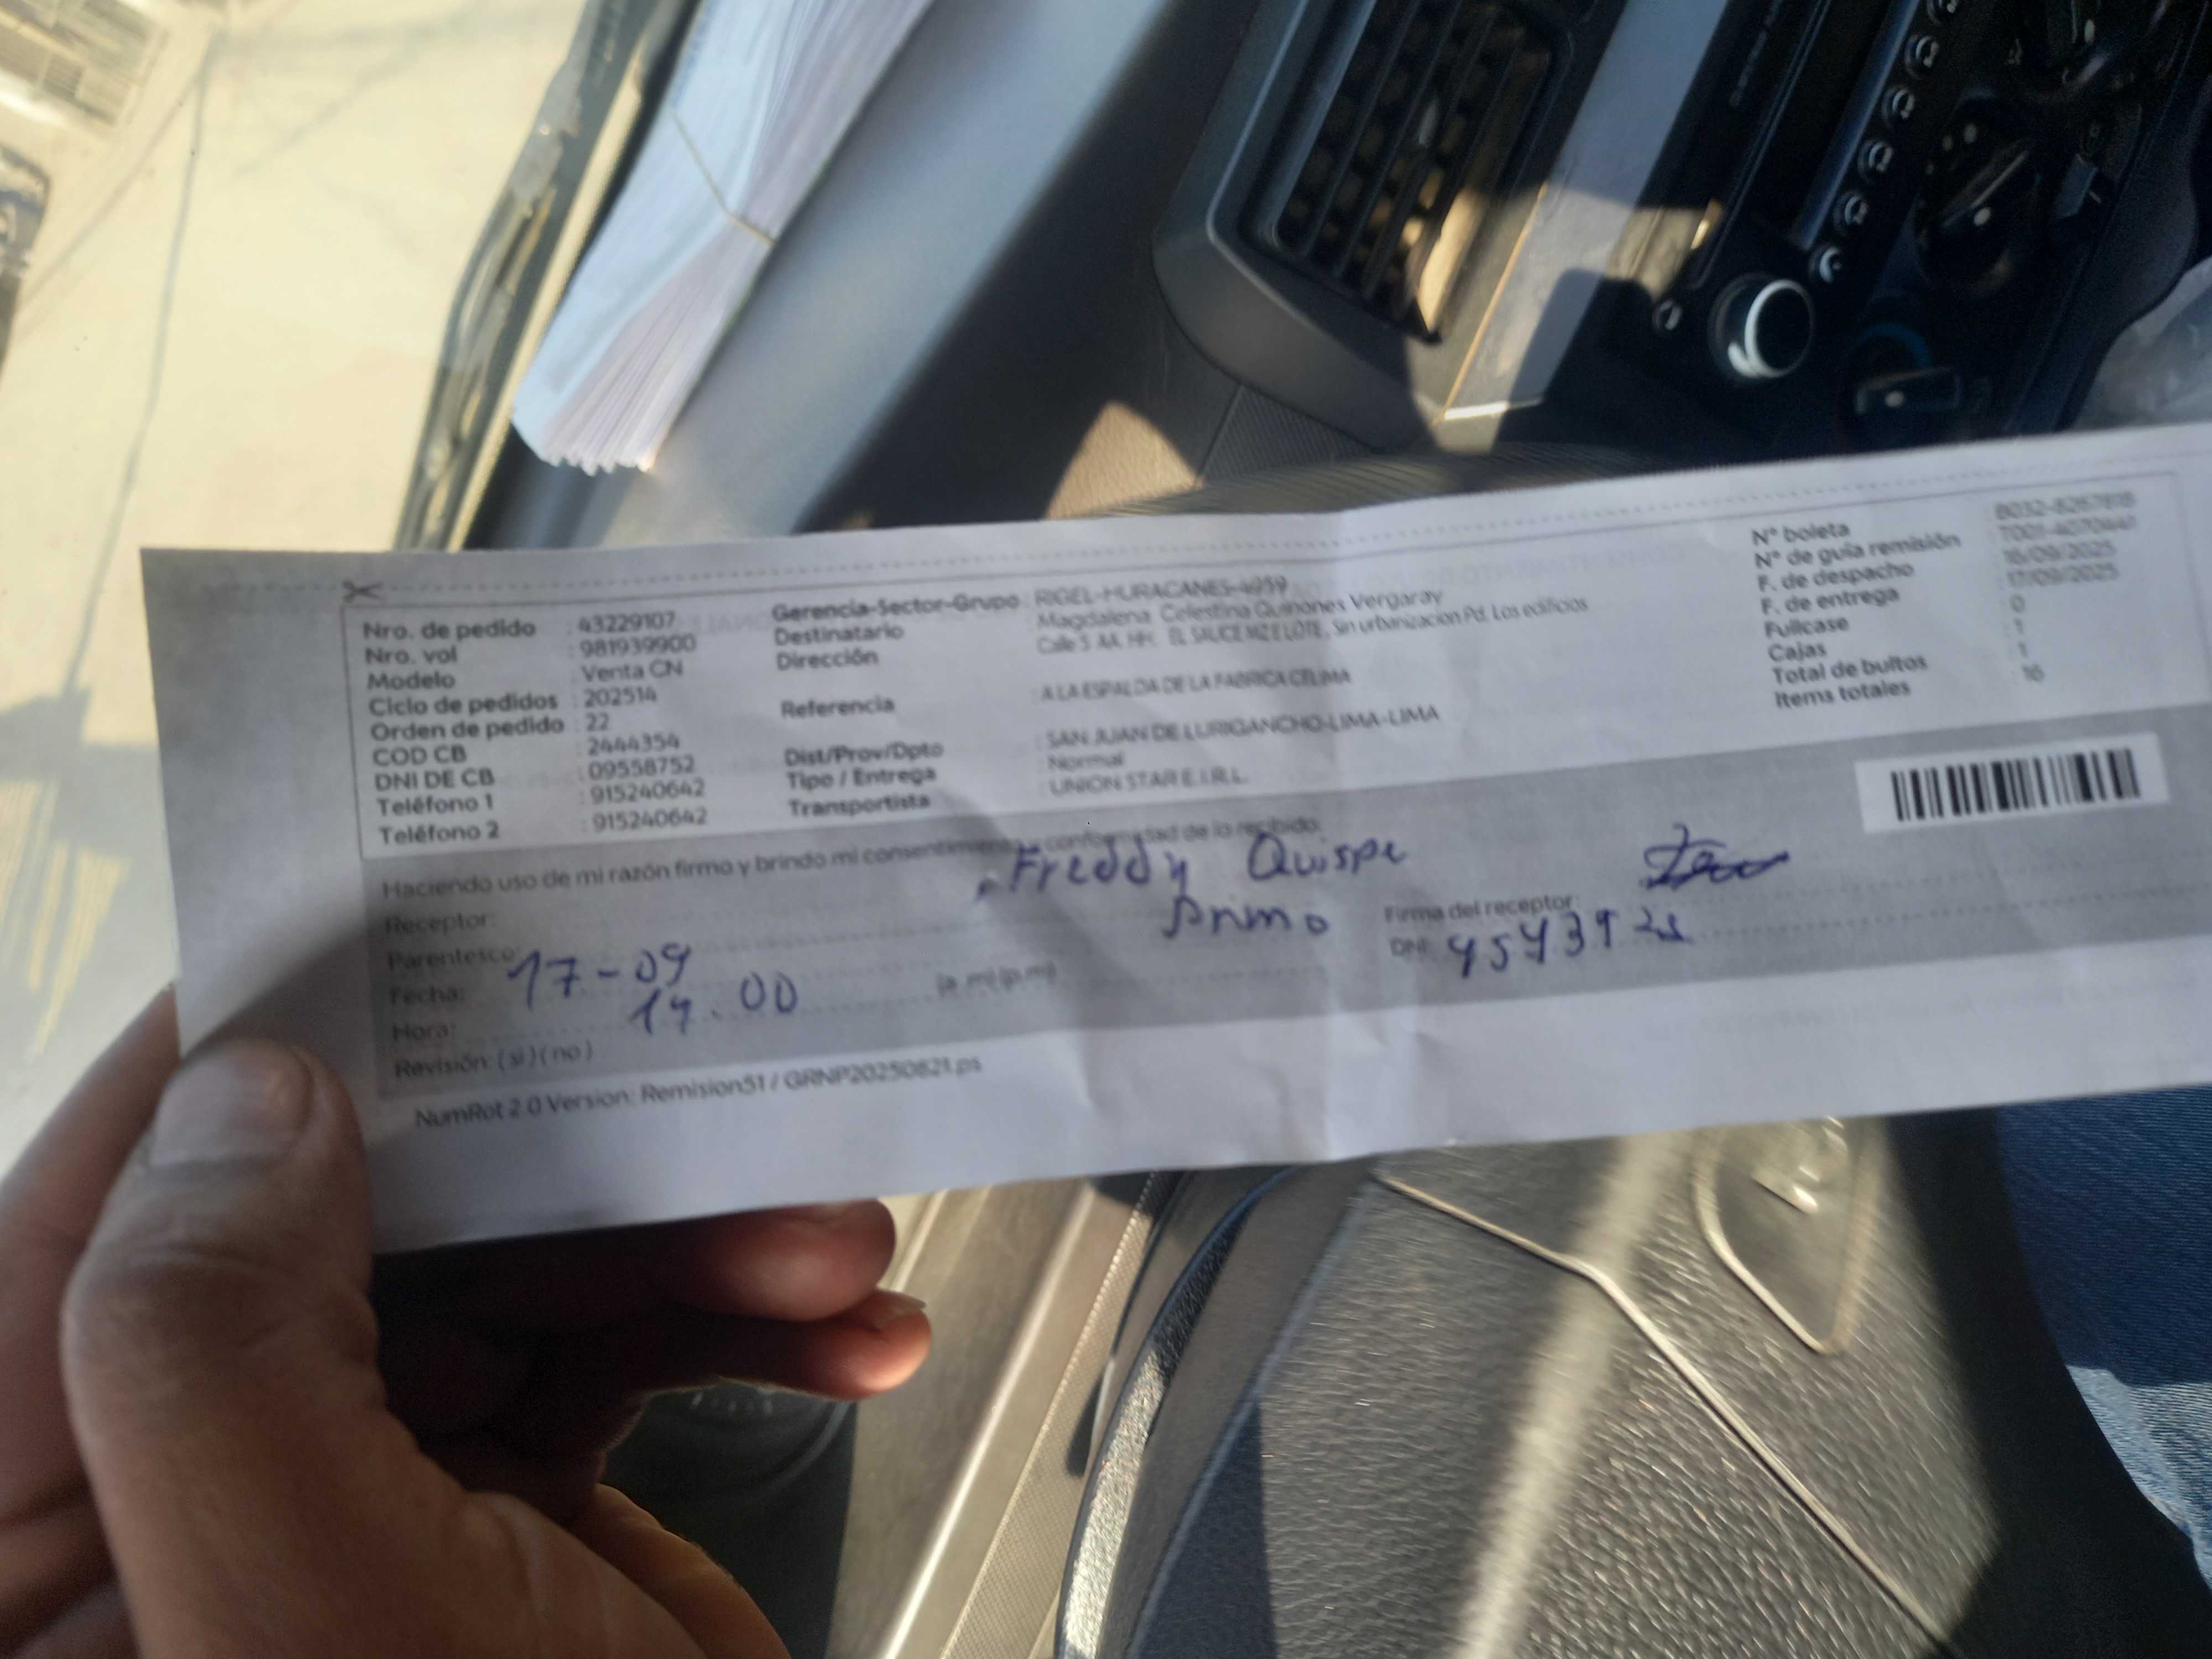 Nro. de pedido : 43229107
Nro. vol : 981939900
Modelo : Venta CN
Ciclo de pedidos : 202514
Orden de pedido : 22
COD CB : 2444354
DNI DE CB : 09558752
Teléfono 1 : 915240642
Teléfono 2 : 915240642
Gerencia-Sector-Grupo : RIGEL-HURACANES-4959
Destinatario : Magdalena Celestina Quinones Vergaray
Dirección : Calle 5 AA. HH. EL SAUCE MZ E LOTE , Sin urbanizacion Pd. Los edificios
Referencia : A LA ESPALDA DE LA FABRICA CELIMA
Dist/Prov/Dpto : SAN JUAN DE LURIGANCHO-LIMA-LIMA
Tipo / Entrega : Normal
Transportista : UNION STAR E.I.R.L.
N° boleta : B032-8267818
N° de guía remisión : T001-4070441
F. de despacho : 16/09/2025
F. de entrega : 17/09/2025
Fullcase : 0
Cajas : 1
Total de bultos : 1
Items totales : 16
Haciendo uso de mi razón firmo y brindo mi consentimiento y conformidad de lo recibido.
Receptor: Freddy Quispe
Parentesco: primo
Fecha: 17-09
Hora: 14.00 (a.m) (p.m)
Revisión: ( si ) ( no )
Firma del receptor:
DNI:
NumRot 2.0 Version: Remision51 / GRNP20250821.ps